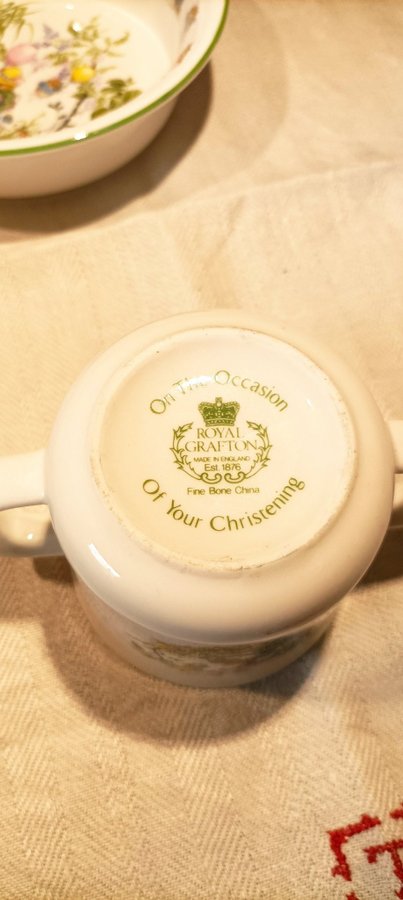 On The Occasion
ROYAL
GRAFTON
MADE IN ENGLAND
Est. 1876
Fine Bone China
Of Your Christening